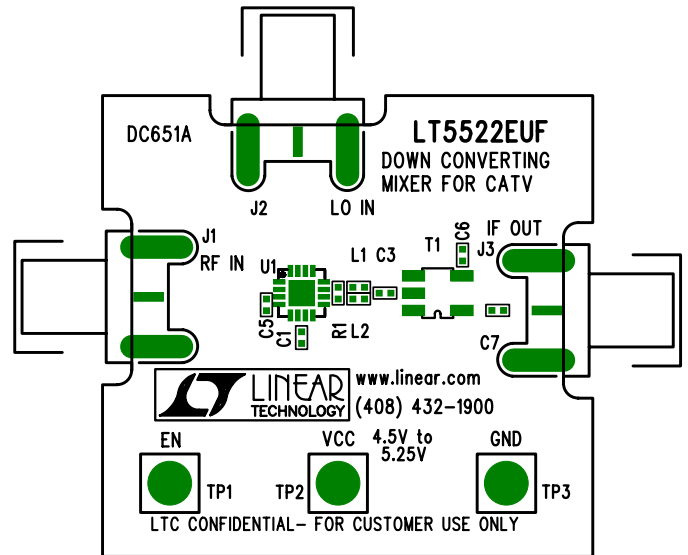 DC651A
LT5522EUF
DOWN CONVERTING
MIXER FOR CATV
J2
LO IN
J1
RF IN
U1
L1 C3
T1
C6
IF OUT
J3
C5
C1
R1
L2
C7
LINEAR
TECHNOLOGY
www.linear.com
(408) 432-1900
EN
VCC
4.5V to
5.25V
GND
TP1
TP2
TP3
LTC CONFIDENTIAL- FOR CUSTOMER USE ONLY